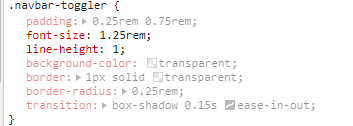 .navbar-toggler {
padding: 0.25rem 0.75rem;
font-size: 1.25rem;
line-height: 1;
background-color: transparent;
border: 1px solid transparent;
border-radius: 0.25rem;
transition: box-shadow 0.15s ease-in-out;
}